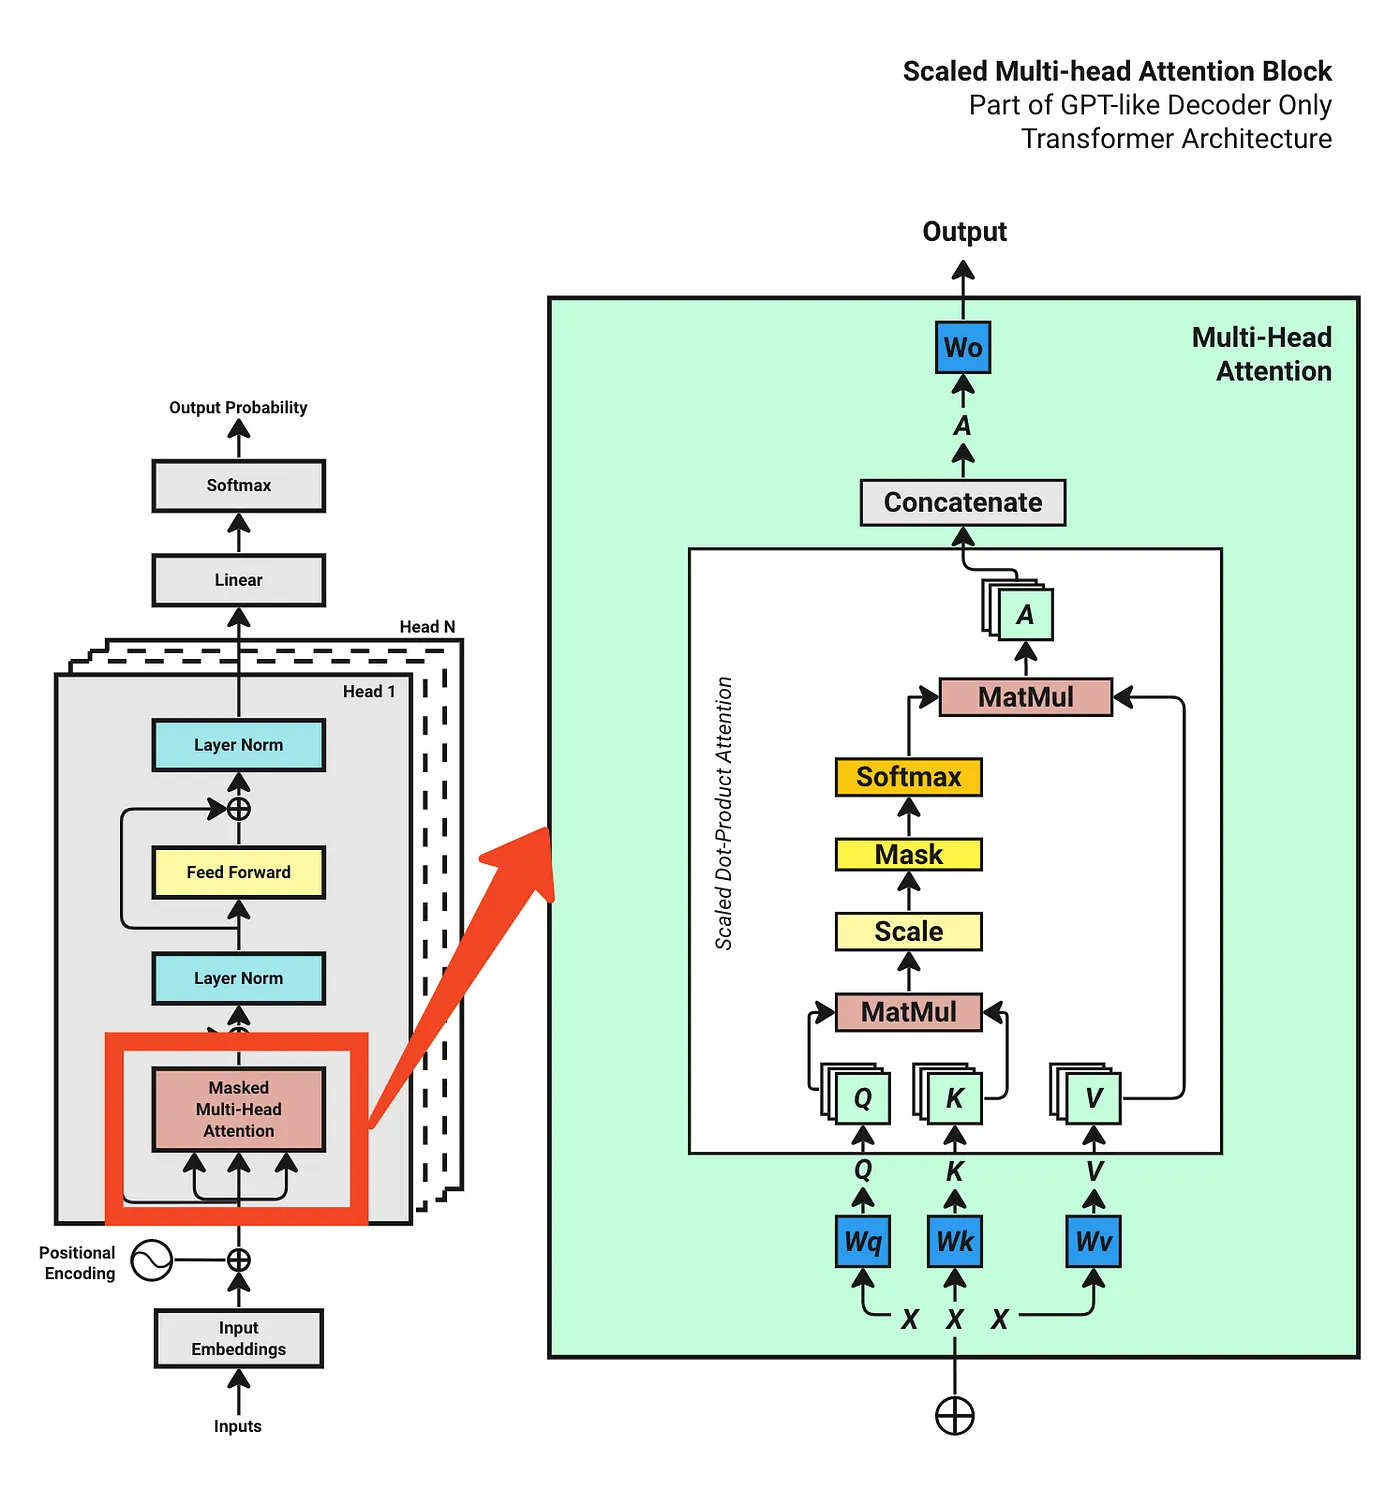 Scaled Multi-head Attention Block
Part of GPT-like Decoder Only
Transformer Architecture
Output Probability
Softmax
Linear
Head N
Head 1
Layer Norm
Feed Forward
Layer Norm
Masked
Multi-Head
Attention
Positional
Encoding
Input
Embeddings
Inputs
Output
Multi-Head
Attention
Wo
A
Concatenate
A
Scaled Dot-Product Attention
MatMul
Softmax
Mask
Scale
MatMul
Q K V
Q K V
Wq Wk Wv
X X X